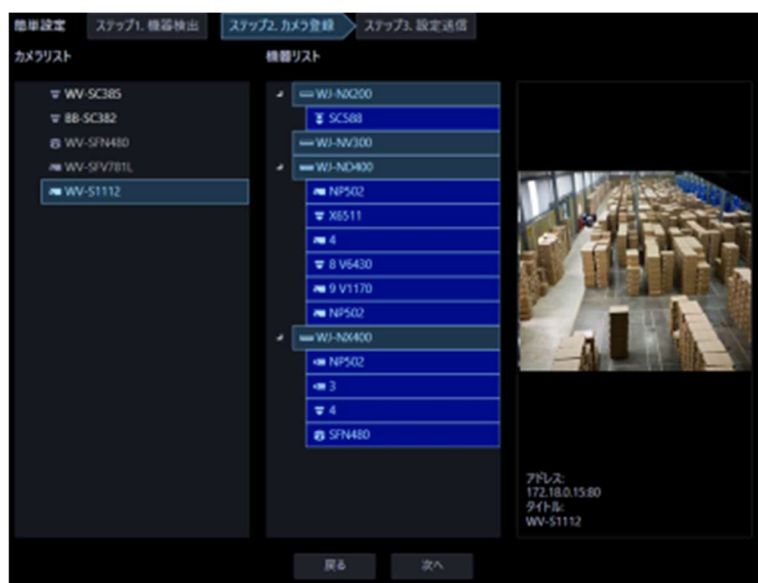 簡単設定
ステップ1. 機器検出
ステップ2. カメラ登録
ステップ3. 設定送信
カメラリスト
機器リスト
WV-SC385
BB-SC382
WV-SFN480
WV-SFV781L
WV-S1112
WJ-NX200
SC588
WJ-NV300
WJ-ND400
NP502
X6511
4
8 V6430
9 V1170
NP502
WJ-NX400
NP502
3
4
SFN480
アドレス:
172.18.0.15:80
タイトル:
WV-S1112
戻る
次へ